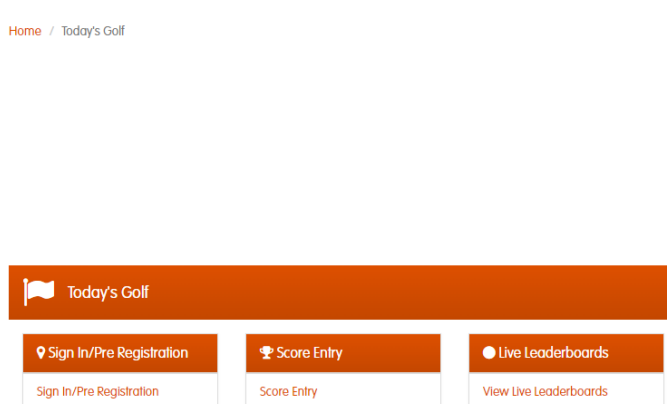 Home / Today's Golf
Today's Golf
Sign In/Pre Registration
Score Entry
Live Leaderboards
Sign In/Pre Registration
Score Entry
View Live Leaderboards